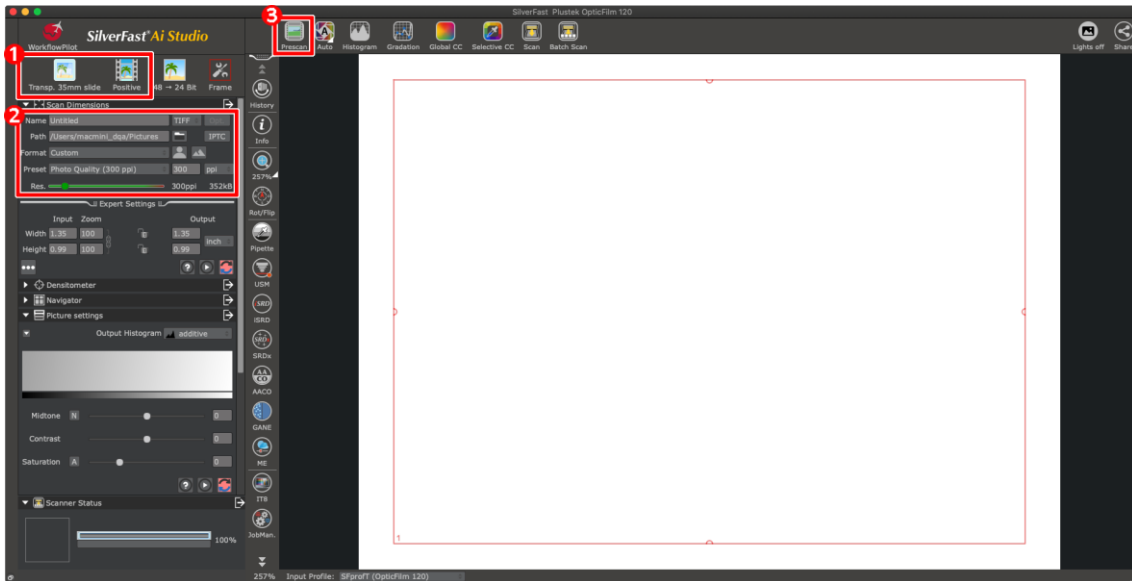 SilverFast Plustek OpticFilm 120
WorkflowPilot
SilverFast® Ai Studio
3
Prescan Auto Histogram Gradation Global CC Selective CC Scan Batch Scan
Lights off Share
1
Transp. 35mm slide Positive 48 → 24 Bit Frame
Scan Dimensions
2
Name Untitled TIFF
Path /Users/macmini_dqa/Pictures IPTC
Format Custom
Preset Photo Quality (300 ppi) 300 ppi
Res. 300ppi 352kB
Expert Settings
Input Zoom Output
Width 1.35 100 1.35
inch
Height 0.99 100 0.99
Densitometer
Navigator
Picture settings
Output Histogram additive
Midtone N 0
Contrast 0
Saturation A 0
Scanner Status
100%
History
Info
257%
Rot/Flip
Pipette
USM
iSRD
SRDx
AACO
GANE
ME
IT8
JobMan.
1
257% Input Profile: SFprofT (OpticFilm 120)